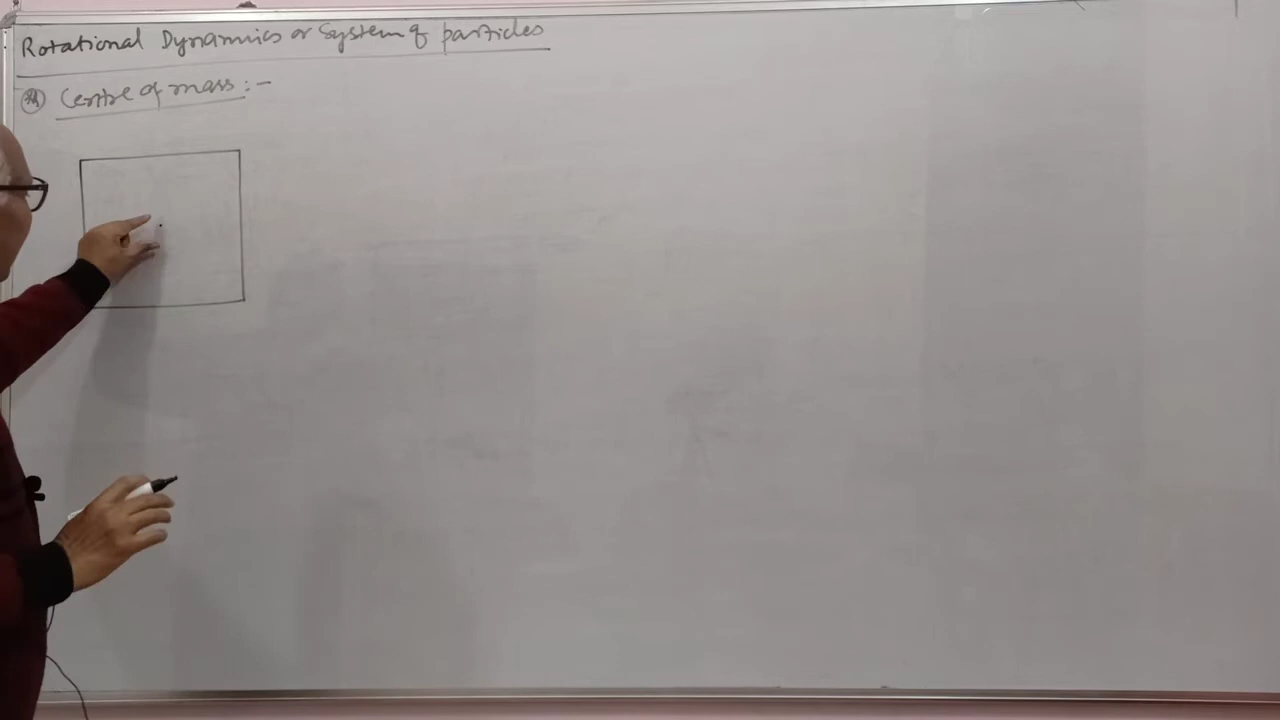 Rotational Dynamics or System of particles
Centre of mass :-